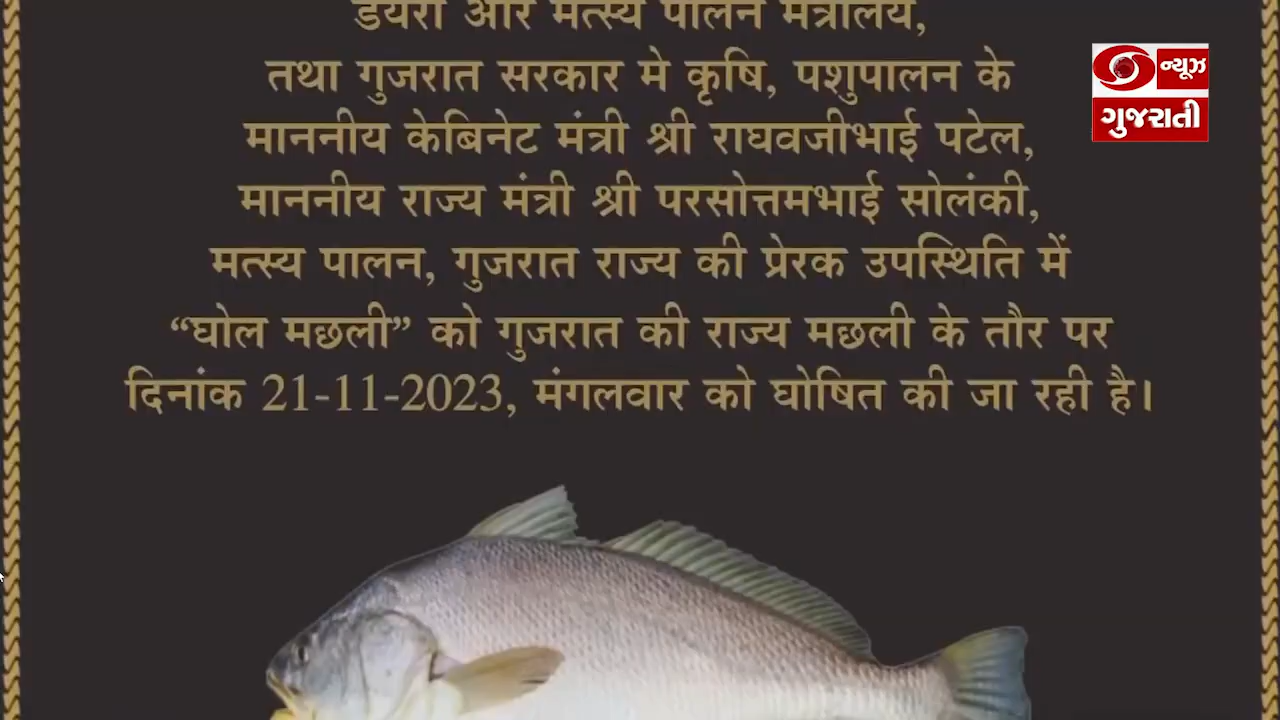 डेयरी और मत्स्य पालन मंत्रालय,
तथा गुजरात सरकार मे कृषि, पशुपालन के
माननीय केबिनेट मंत्री श्री राघवजीभाई पटेल,
माननीय राज्य मंत्री श्री परसोत्तमभाई सोलंकी,
मत्स्य पालन, गुजरात राज्य की प्रेरक उपस्थिति में
“घोल मछली” को गुजरात की राज्य मछली के तौर पर
दिनांक 21-11-2023, मंगलवार को घोषित की जा रही है।
ન્યૂઝ
ગુજરાતી